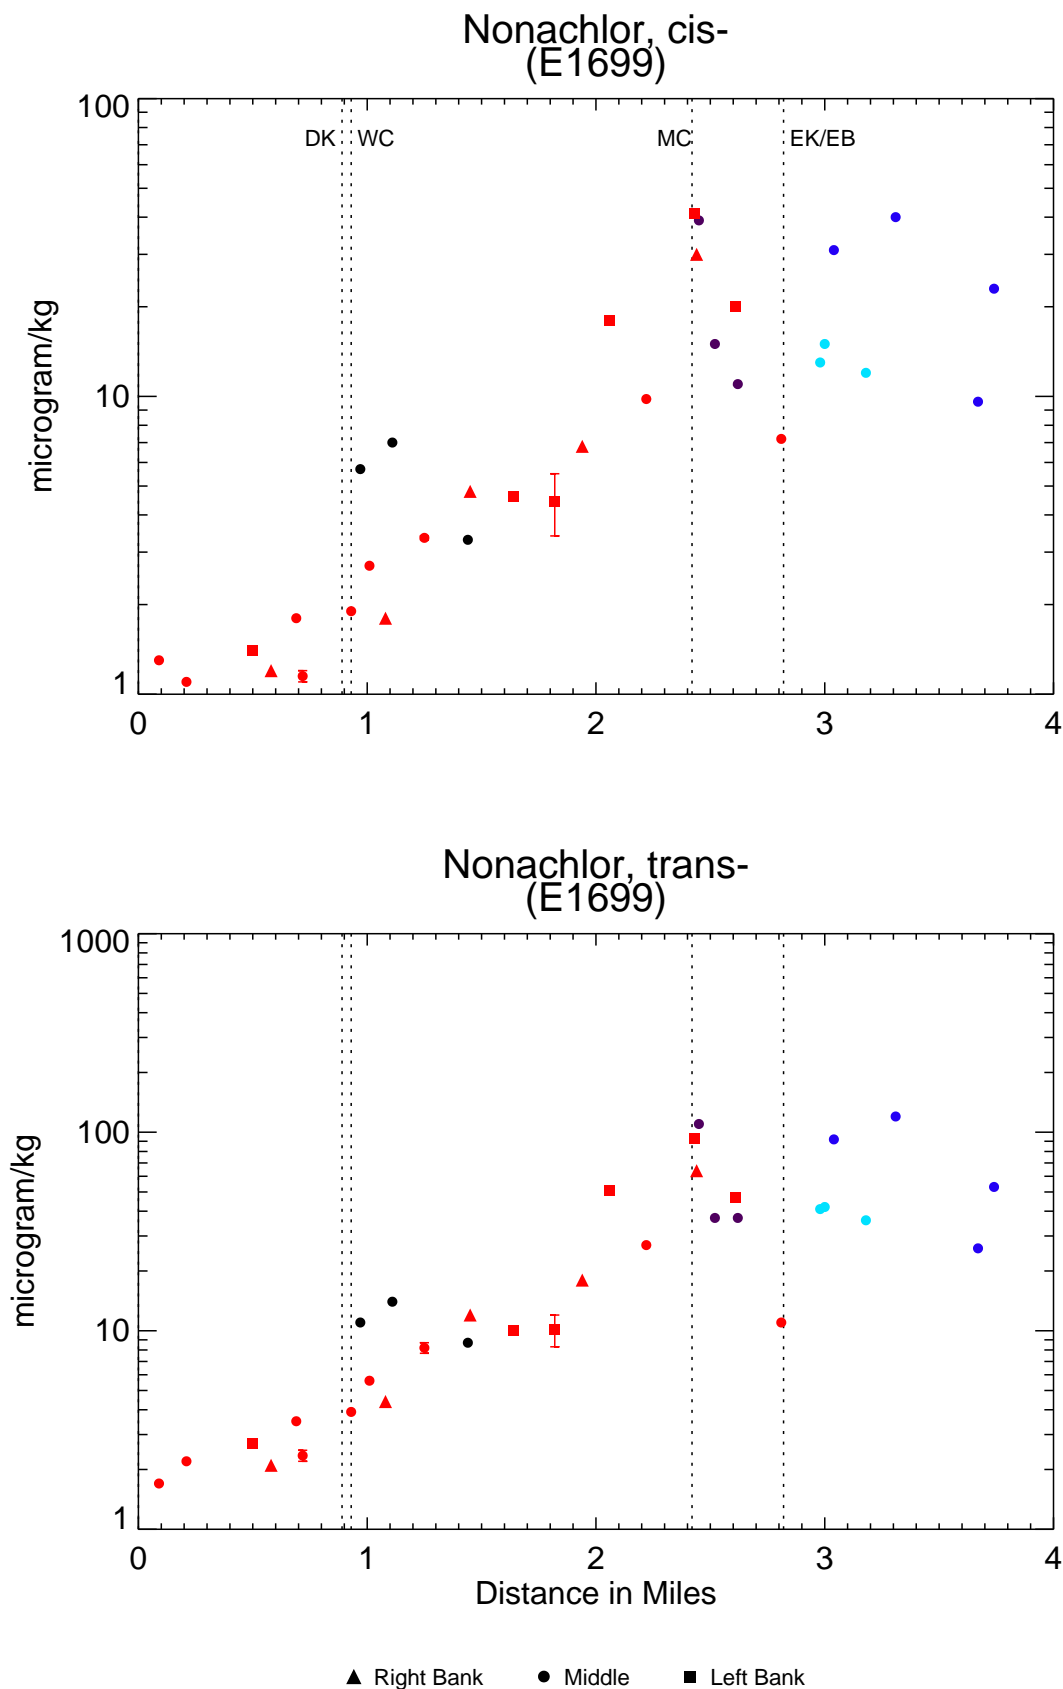 Nonachlor, cis-
(E1699)
100
DK WC MC EK/EB
microgram/kg
10
1
0 1 2 3 4
Nonachlor, trans-
(E1699)
1000
microgram/kg
100
10
1
0 1 2 3 4
Distance in Miles
Right Bank Middle Left Bank